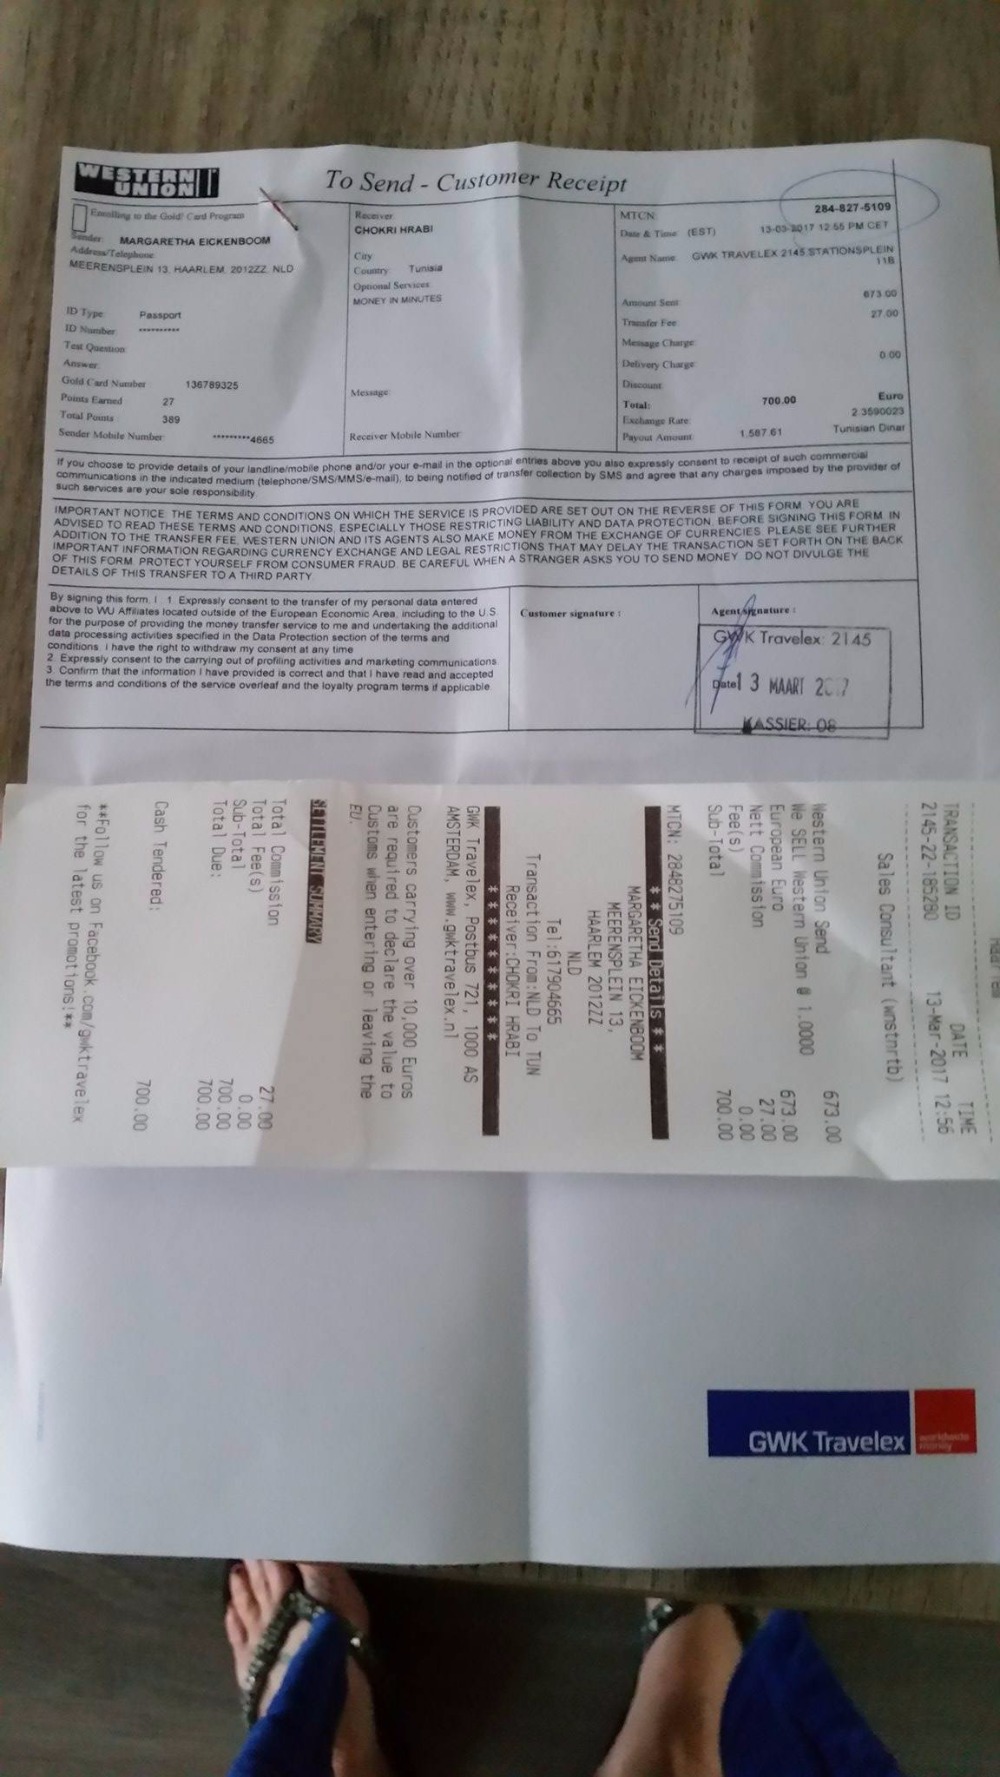 WESTERN UNION
To Send - Customer Receipt
Enrolling to the Gold! Card Program
Sender: MARGARETHA EICKENBOOM
Address/Telephone
MEERENSPLEIN 13, HAARLEM, 2012ZZ, NLD
ID Type: Passport
ID Number: **********
Test Question:
Answer:
Gold Card Number 136789325
Points Earned 27
Total Points 389
Sender Mobile Number: *********4665
Receiver
CHOKRI HRABI
City
Country Tunisia
Optional Services
MONEY IN MINUTES
Message:
Receiver Mobile Number:
MTCN: 284-827-5109
Date & Time (EST) 13-03-2017 12:55 PM CET
Agent Name: GWK TRAVELEX 2145 STATIONSPLEIN
11B
Amount Sent: 673.00
Transfer Fee 27.00
Message Charge:
Delivery Charge: 0.00
Discount:
Total: 700.00 Euro
Exchange Rate: 2.3590023
Payout Amount: 1,587.61 Tunisian Dinar
If you choose to provide details of your landline/mobile phone and/or your e-mail in the optional entries above you also expressly consent to receipt of such commercial
communications in the indicated medium (telephone/SMS/MMS/e-mail), to being notified of transfer collection by SMS and agree that any charges imposed by the provider of
such services are your sole responsibility.
IMPORTANT NOTICE: THE TERMS AND CONDITIONS ON WHICH THE SERVICE IS PROVIDED ARE SET OUT ON THE REVERSE OF THIS FORM. YOU ARE
ADVISED TO READ THESE TERMS AND CONDITIONS, ESPECIALLY THOSE RESTRICTING LIABILITY AND DATA PROTECTION, BEFORE SIGNING THIS FORM. IN
ADDITION TO THE TRANSFER FEE, WESTERN UNION AND ITS AGENTS ALSO MAKE MONEY FROM THE EXCHANGE OF CURRENCIES. PLEASE SEE FURTHER
IMPORTANT INFORMATION REGARDING CURRENCY EXCHANGE AND LEGAL RESTRICTIONS THAT MAY DELAY THE TRANSACTION SET FORTH ON THE BACK
OF THIS FORM. PROTECT YOURSELF FROM CONSUMER FRAUD. BE CAREFUL WHEN A STRANGER ASKS YOU TO SEND MONEY. DO NOT DIVULGE THE
DETAILS OF THIS TRANSFER TO A THIRD PARTY.
By signing this form, I: 1. Expressly consent to the transfer of my personal data entered
above to WU Affiliates located outside of the European Economic Area, including to the U.S.
for the purpose of providing the money transfer service to me and undertaking the additional
data processing activities specified in the Data Protection section of the terms and
conditions. I have the right to withdraw my consent at any time
2. Expressly consent to the carrying out of profiling activities and marketing communications.
3. Confirm that the information I have provided is correct and that I have read and accepted
the terms and conditions of the service overleaf and the loyalty program terms if applicable
Customer signature :
Agent signature :
GWK Travelex: 2145
Date: 13 MAART 2017
KASSIER: 08
TRANSACTION ID DATE TIME
2145-22-185280 13-Mar-2017 12:56
Sales Consultant (wnstnrtb)
Western Union Send 673.00
We SELL Western Union @ 1.0000
European Euro 673.00
Nett Commission 27.00
Fee(s) 0.00
Sub-Total 700.00
MTCN: 2848275109
* * Send Details * *
MARGARETHA EICKENBOOM
MEERENSPLEIN 13,
HAARLEM 2012ZZ
NLD
Tel:617904665
Transaction From:NLD To TUN
Receiver:CHOKRI HRABI
* * * * * * * * * *
GWK Travelex, Postbus 721, 1000 AS
AMSTERDAM, www.gwktravelex.nl
Customers carrying over 10,000 Euros
are required to declare the value to
Customs when entering or leaving the
EU.
SETTLEMENT SUMMARY
Total Commission 27.00
Total Fee(s) 0.00
Sub-Total 700.00
Total Due: 700.00
Cash Tendered: 700.00
**Follow us on Facebook.com/gwktravelex
for the latest promotions!**
GWK Travelex
worldwide
money